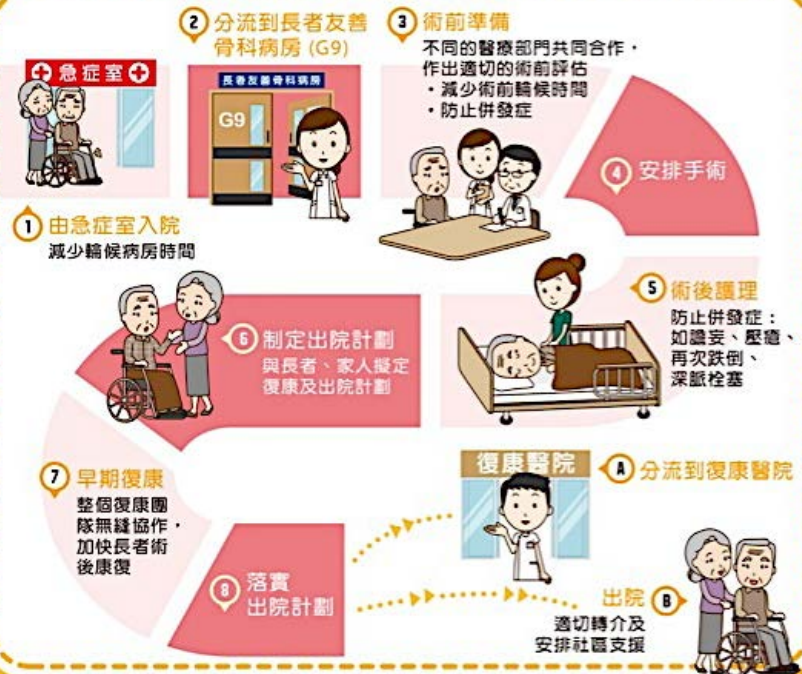 急症室
1 由急症室入院
減少輪候病房時間
2 分流到長者友善
骨科病房 (G9)
長者友善骨科病房
G9
3 術前準備
不同的醫療部門共同合作，
作出適切的術前評估
・減少術前輪候時間
・防止併發症
4 安排手術
5 術後護理
防止併發症：
如譫妄、壓瘡、
再次跌倒、
深脈栓塞
6 制定出院計劃
與長者、家人擬定
復康及出院計劃
7 早期復康
整個復康團
隊無縫協作，
加快長者術
後康復
8 落實
出院計劃
復康醫院
A 分流到復康醫院
出院 B
適切轉介及
安排社區支援